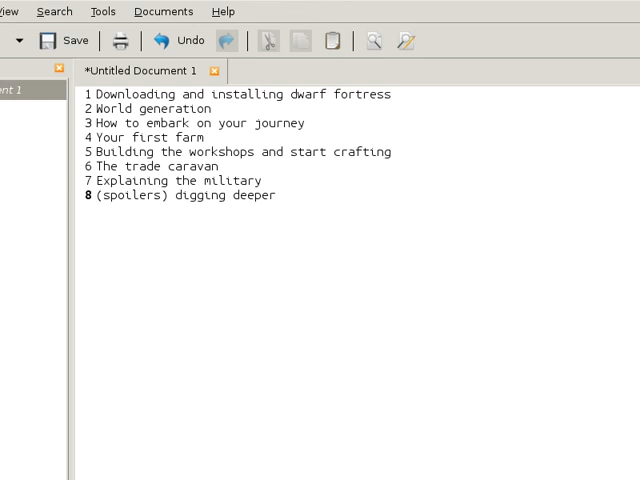 View Search Tools Documents Help
Save Undo
ent 1 *Untitled Document 1
1 Downloading and installing dwarf fortress
2 World generation
3 How to embark on your journey
4 Your first farm
5 Building the workshops and start crafting
6 The trade caravan
7 Explaining the military
8 (spoilers) digging deeper